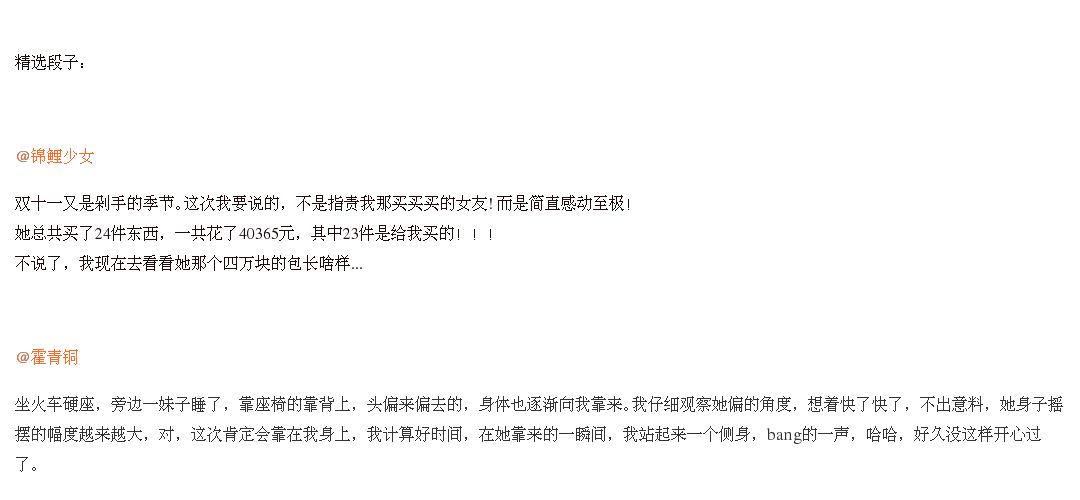 精选段子：
@锦鲤少女
双十一又是剁手的季节。这次我要说的，不是指责我那买买买的女友！而是简直感动至极！
她总共买了24件东西，一共花了40365元，其中23件是给我买的！！！
不说了，我现在去看看她那个四万块的包长啥样...
@霍青铜
坐火车硬座，旁边一妹子睡了，靠座椅的靠背上，头偏来偏去的，身体也逐渐向我靠来。我仔细观察她偏的角度，想着快了快了，不出意料，她身子摇
摆的幅度越来越大，对，这次肯定会靠在我身上，我计算好时间，在她靠来的一瞬间，我站起来一个侧身，bang的一声，哈哈，好久没这样开心过
了。